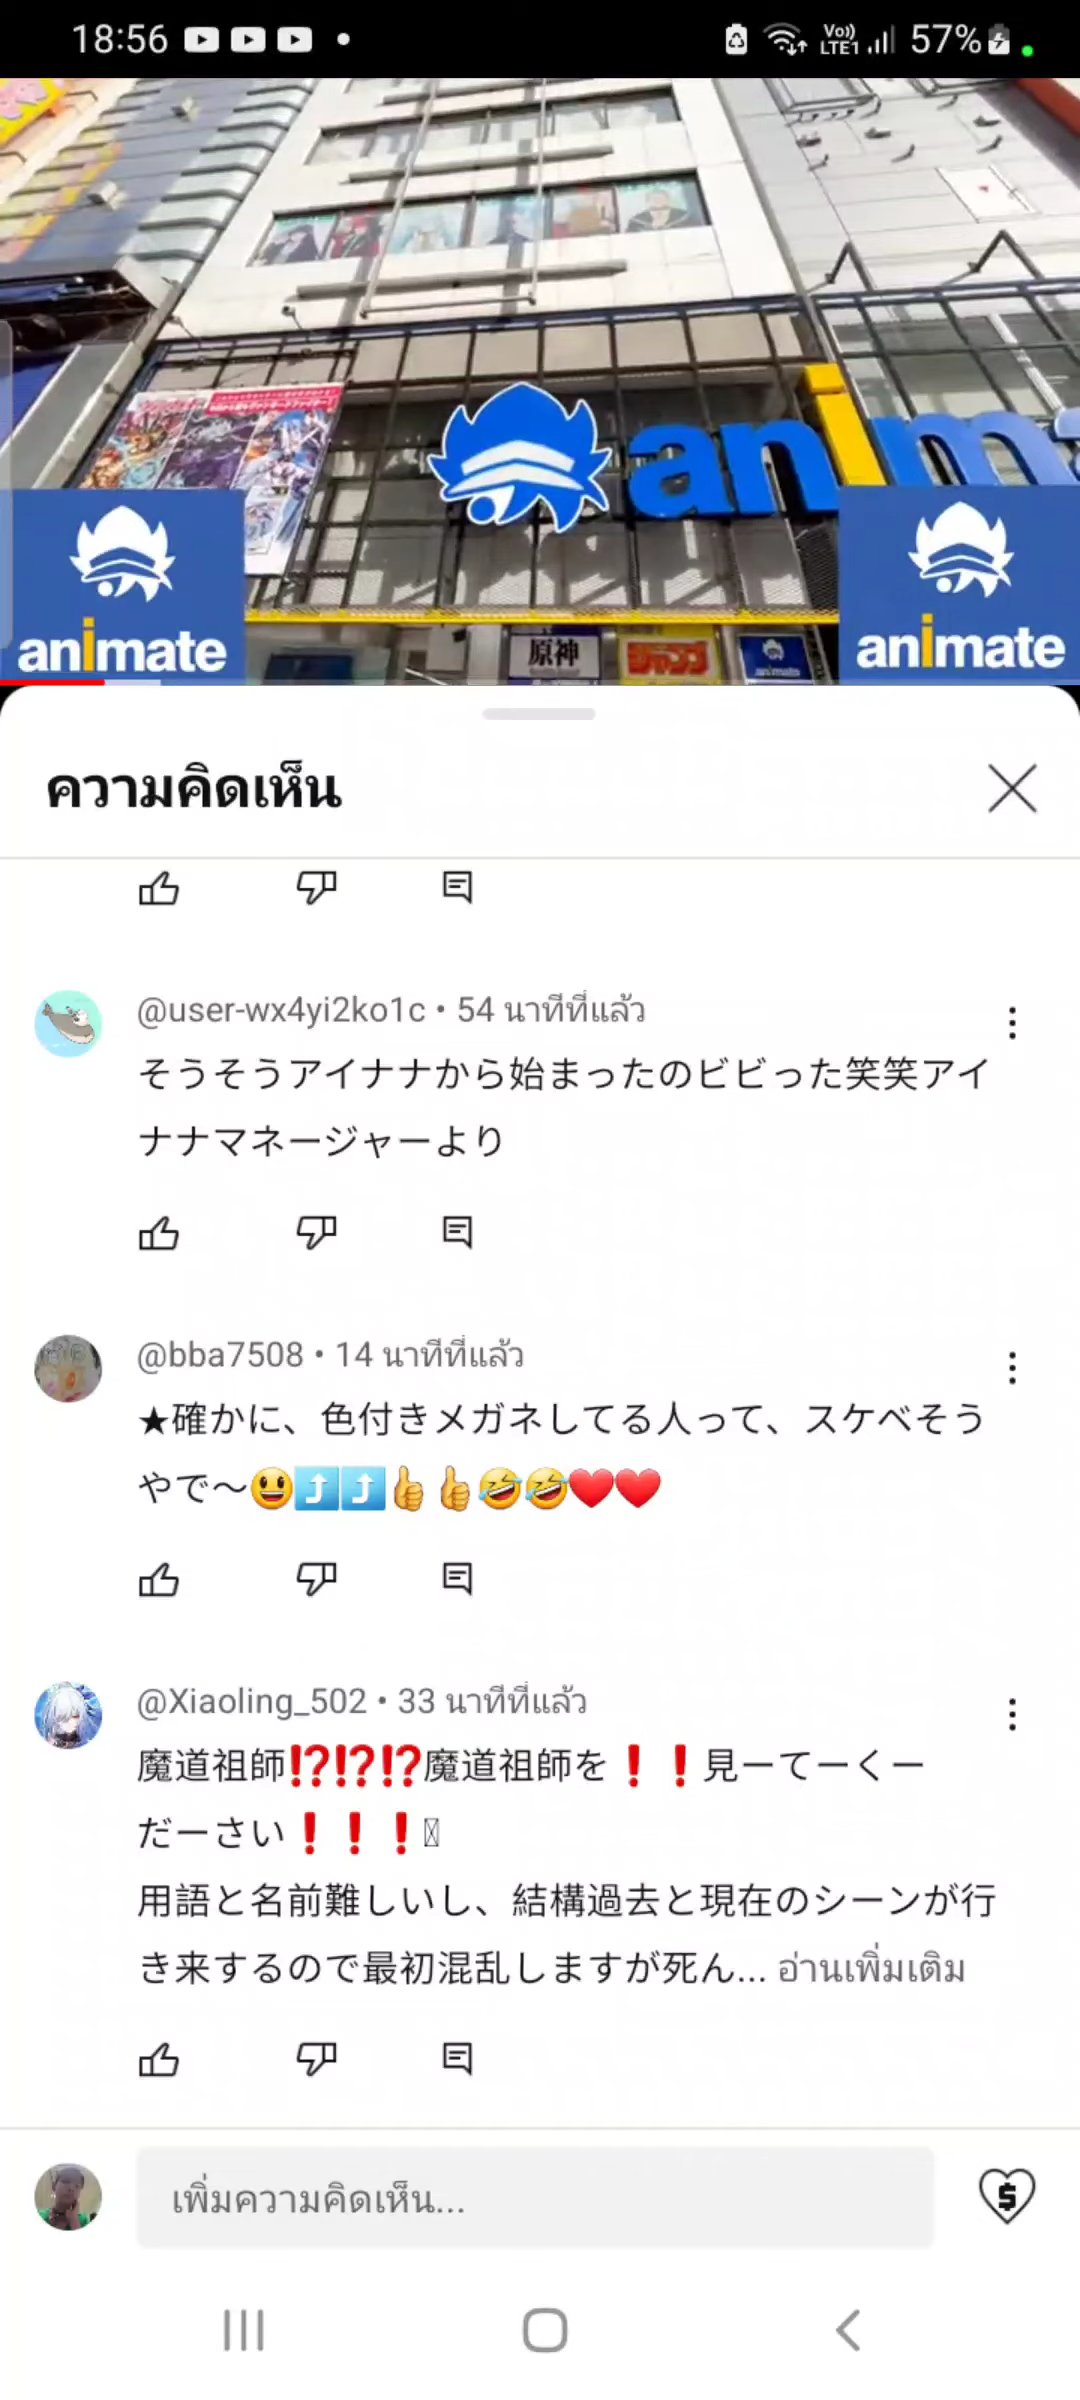 18:56
Vo)) LTE1 57%
anima
原神
ジャンプ
animate
animate
animate
ความคิดเห็น
@user-wx4yi2ko1c • 54 นาทีที่แล้ว
そうそうアイナナから始まったのビビった笑笑アイ
ナナマネージャーより
@bba7508 • 14 นาทีที่แล้ว
★確かに、色付きメガネしてる人って、スケベそう
やで〜😃⤴️⤴️👍👍🤣🤣❤️❤️
@Xiaoling_502 • 33 นาทีที่แล้ว
魔道祖師⁉️⁉️⁉️魔道祖師を❗❗見ーてーくー
だーさい❗❗❗
用語と名前難しいし、結構過去と現在のシーンが行
き来するので最初混乱しますが死ん... อ่านเพิ่มเติม
เพิ่มความคิดเห็น...